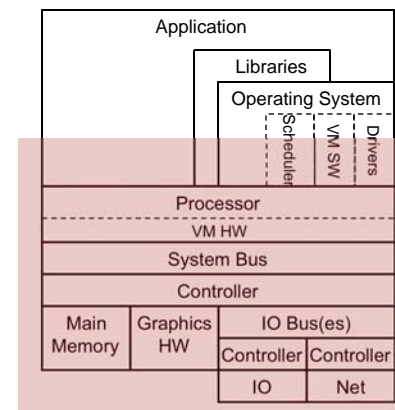 Application
Libraries
Operating System
Scheduler
VM SW
Drivers
Processor
VM HW
System Bus
Controller
Main Memory
Graphics HW
IO Bus(es)
Controller
Controller
IO
Net